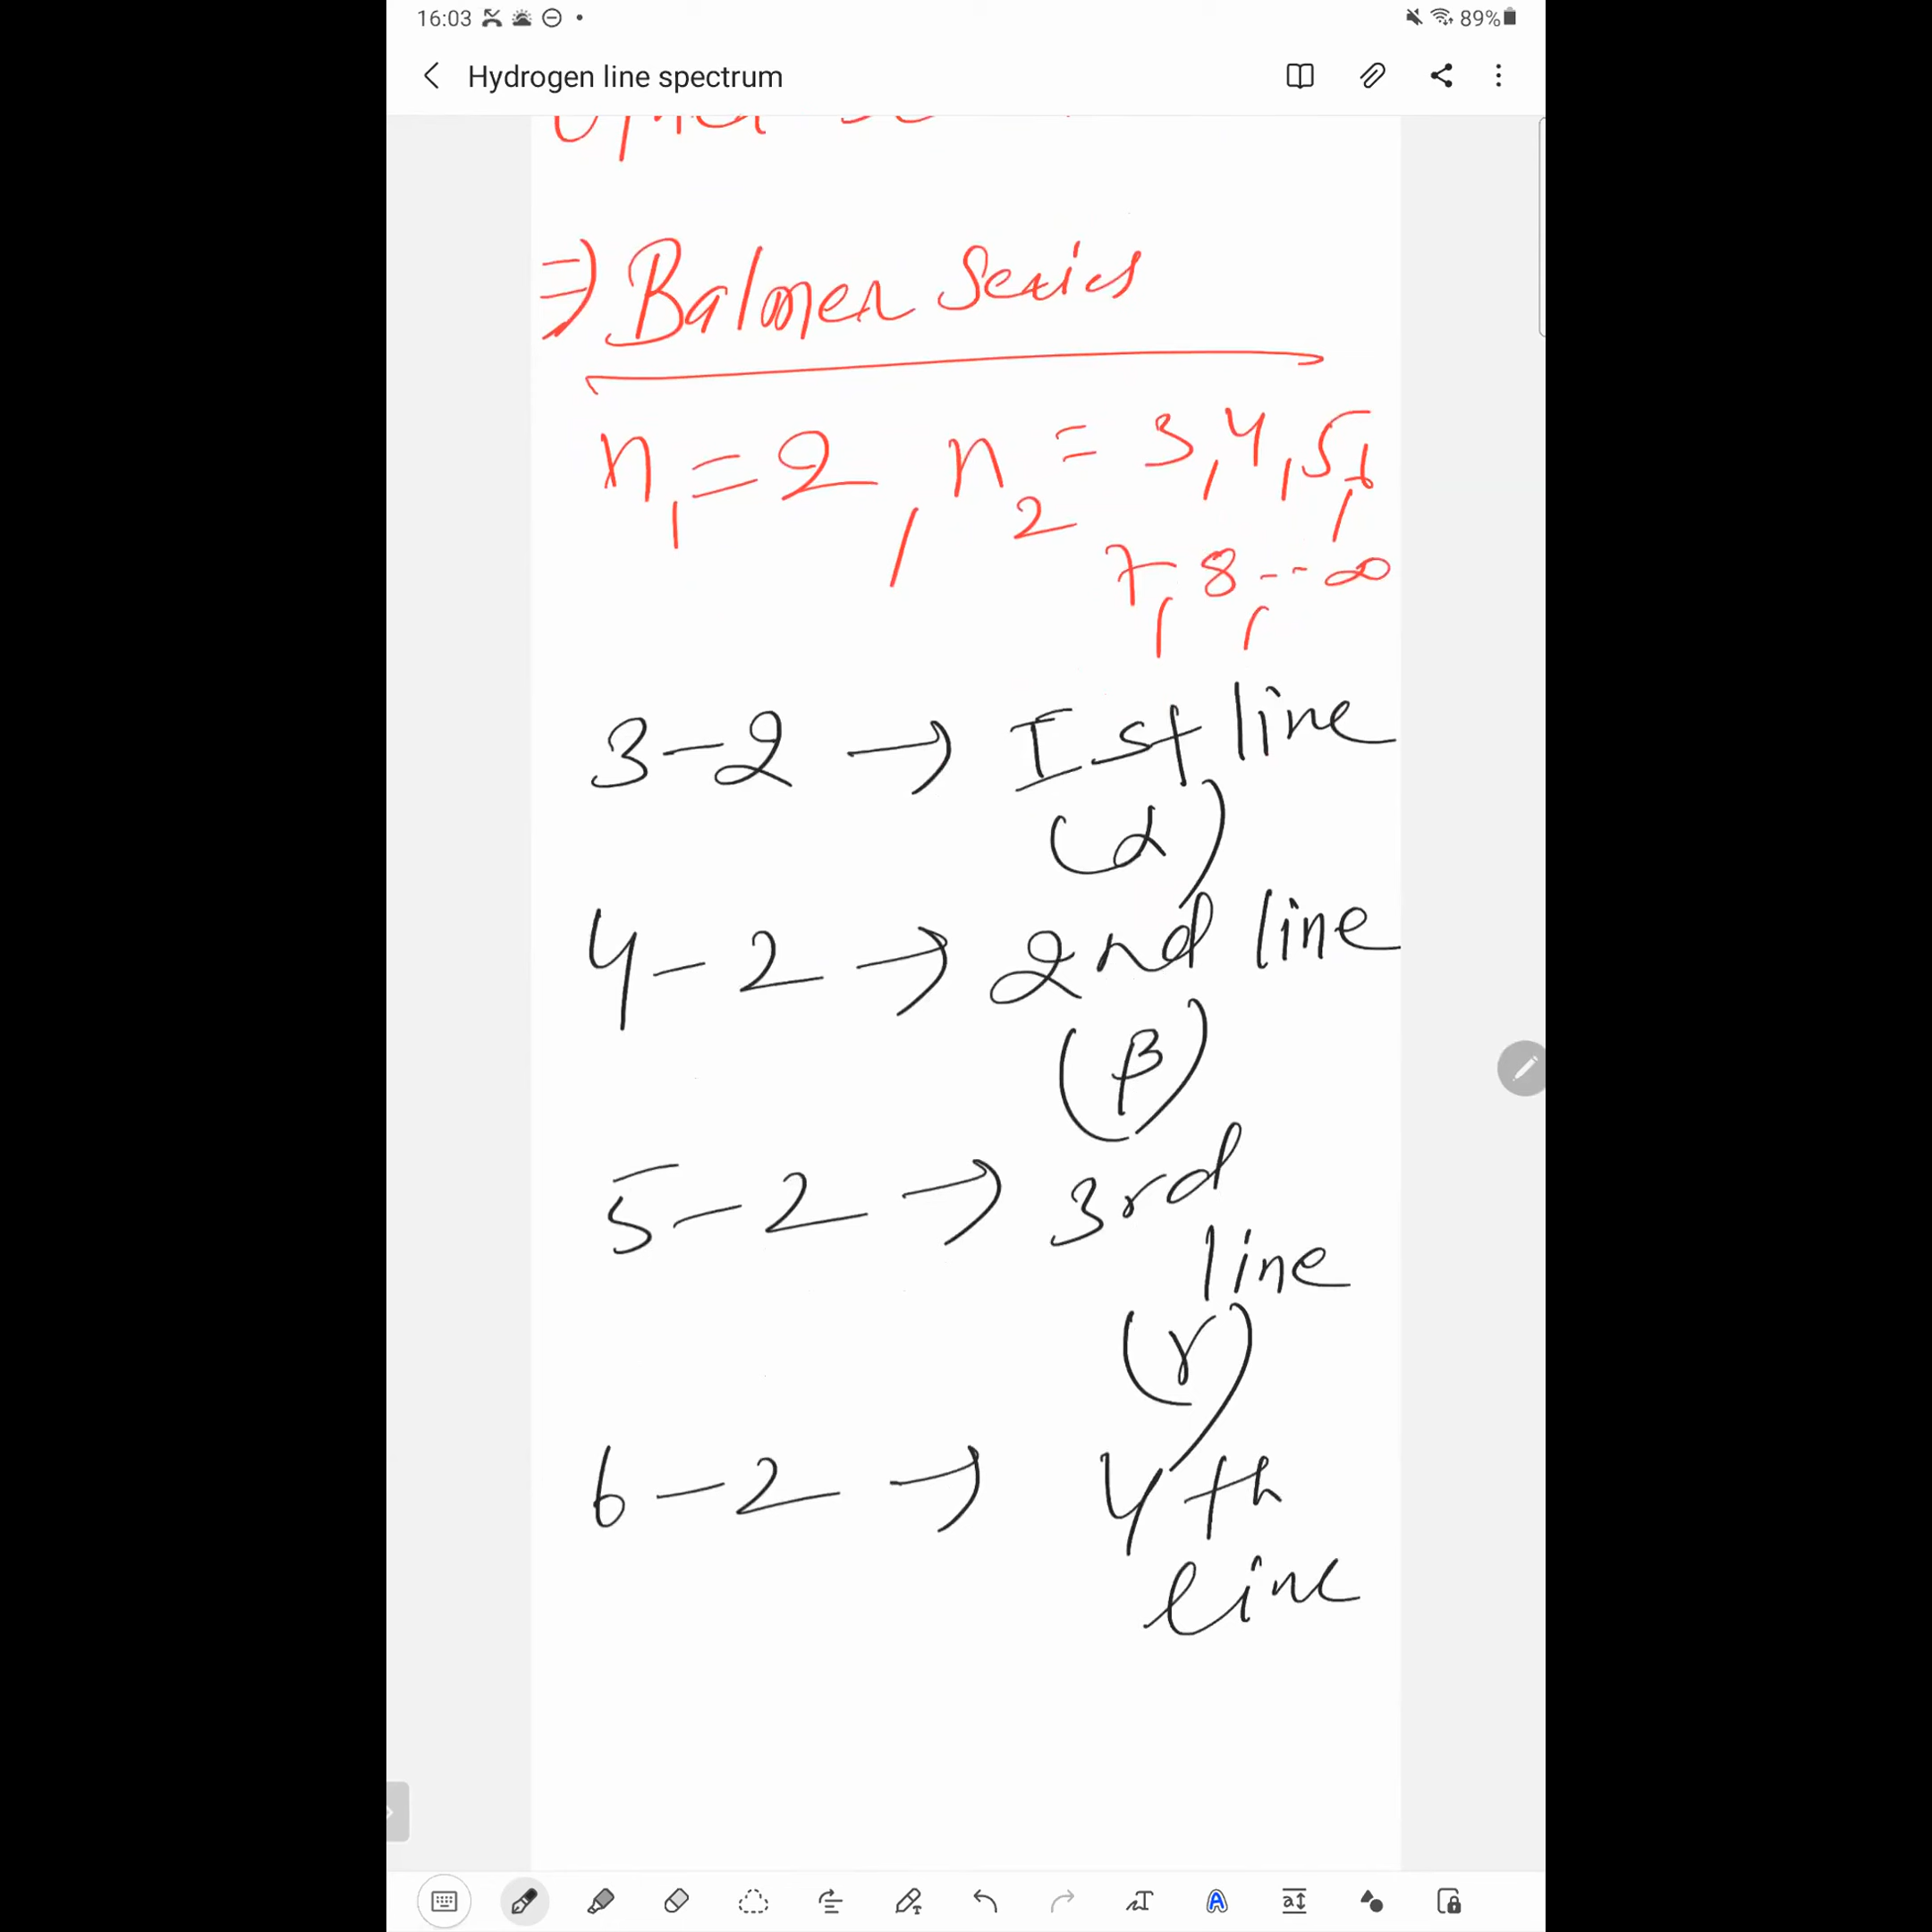 16:03
89%
Hydrogen line spectrum
⇒ Balmer Series
n₁ = 2, n₂ = 3, 4, 5,
7, 8, -- ∞
3-2 → Ist line
(α)
4-2 → 2nd line
(β)
5-2 → 3rd
line
(γ)
6-2 → 4th
line